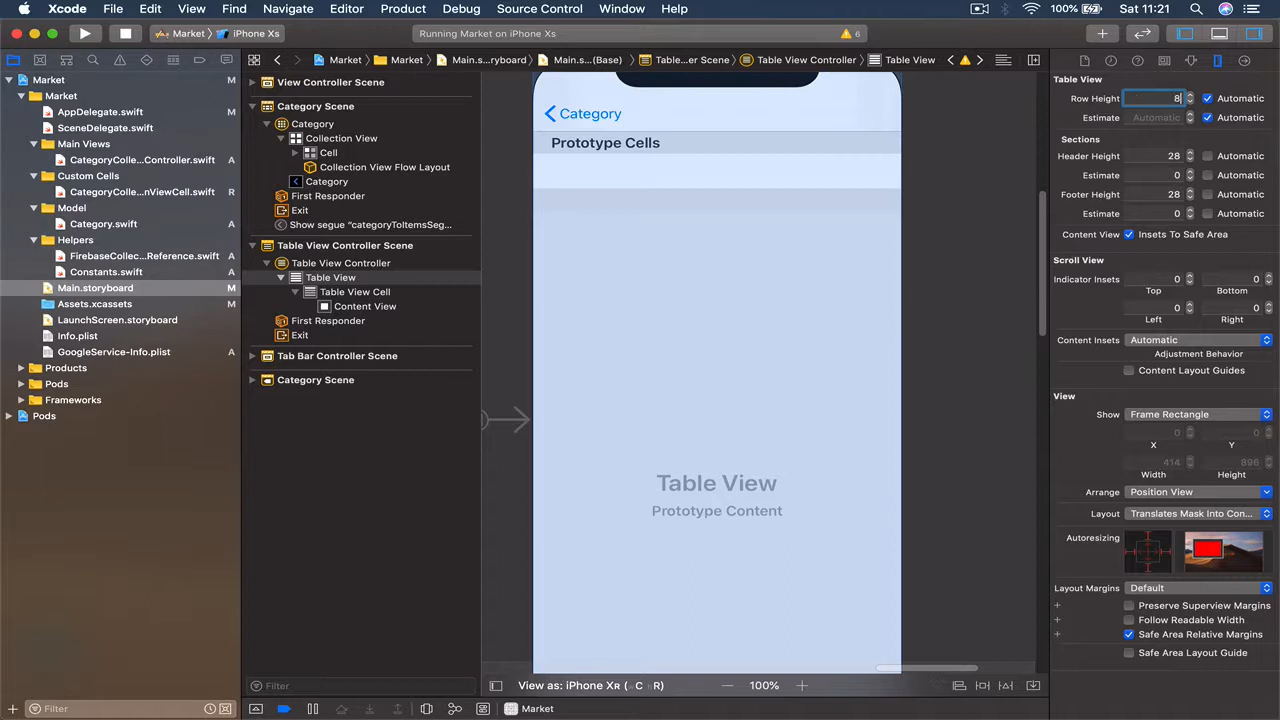 Xcode File Edit View Find Navigate Editor Product Debug Source Control Window Help 100% Sat 11:21
Market iPhone Xs Running Market on iPhone Xs 6
Market Market Main.s...ryboard Main.s...(Base) Table...er Scene Table View Controller Table View
Market M
Market
AppDelegate.swift M
SceneDelegate.swift
Main Views
CategoryColle...Controller.swift A
Custom Cells
CategoryColle...nViewCell.swift R
Model
Category.swift A
Helpers
FirebaseCollec...Reference.swift A
Constants.swift A
Main.storyboard M
Assets.xcassets M
LaunchScreen.storyboard
Info.plist
GoogleService-Info.plist A
Products
Pods
Frameworks
Pods
Filter
View Controller Scene
Category Scene
Category
Collection View
Cell
Collection View Flow Layout
Category
First Responder
Exit
Show segue “categoryToItemsSeg...
Table View Controller Scene
Table View Controller
Table View
Table View Cell
Content View
First Responder
Exit
Tab Bar Controller Scene
Category Scene
Filter
Category
Prototype Cells
Table View
Prototype Content
View as: iPhone XR (wC hR) 100%
Market
Table View
Row Height 8 Automatic
Estimate Automatic Automatic
Sections
Header Height 28 Automatic
Estimate 0 Automatic
Footer Height 28 Automatic
Estimate 0 Automatic
Content View Insets To Safe Area
Scroll View
Indicator Insets 0 0
Top Bottom
0 0
Left Right
Content Insets Automatic
Adjustment Behavior
Content Layout Guides
View
Show Frame Rectangle
0 0
X Y
414 896
Width Height
Arrange Position View
Layout Translates Mask Into Con...
Autoresizing
Layout Margins Default
Preserve Superview Margins
Follow Readable Width
Safe Area Relative Margins
Safe Area Layout Guide